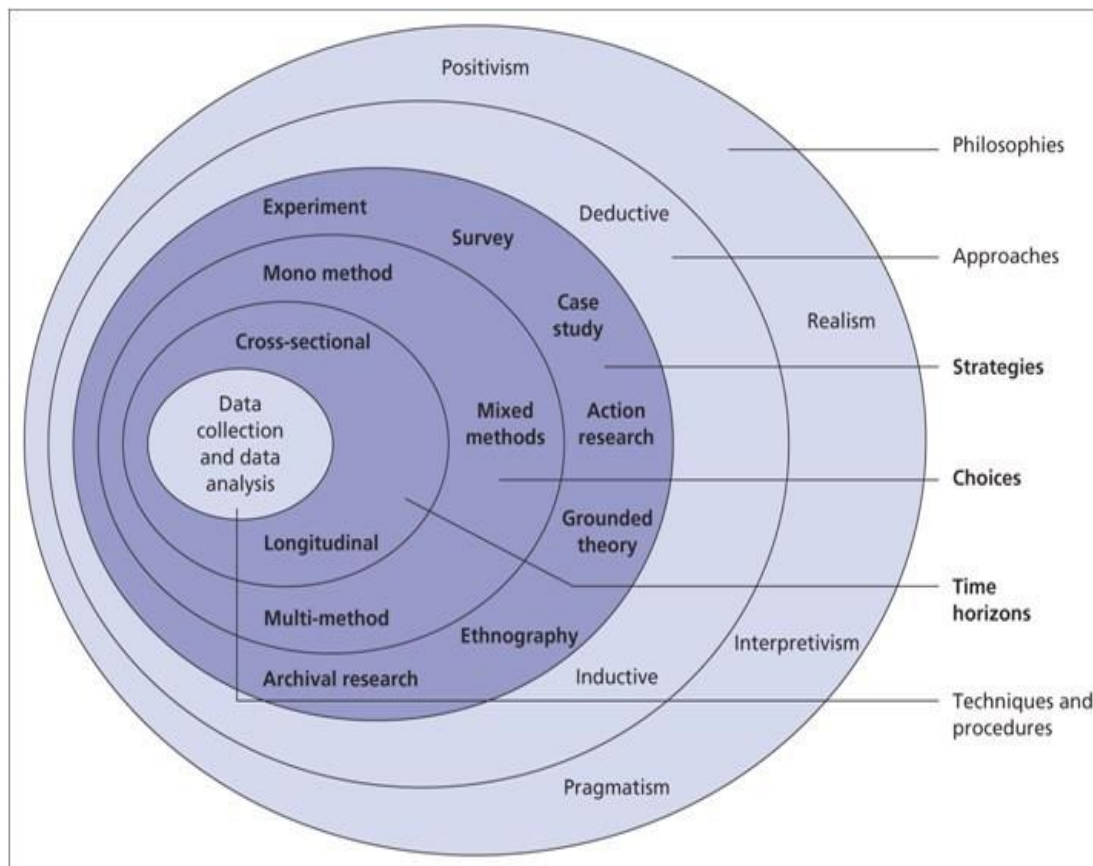 Positivism
Philosophies
Deductive
Experiment
Survey
Approaches
Mono method
Case
study
Realism
Cross-sectional
Strategies
Data
collection
and data
analysis
Mixed
methods
Action
research
Choices
Grounded
theory
Longitudinal
Time
horizons
Multi-method
Ethnography
Interpretivism
Archival research
Inductive
Techniques and
procedures
Pragmatism